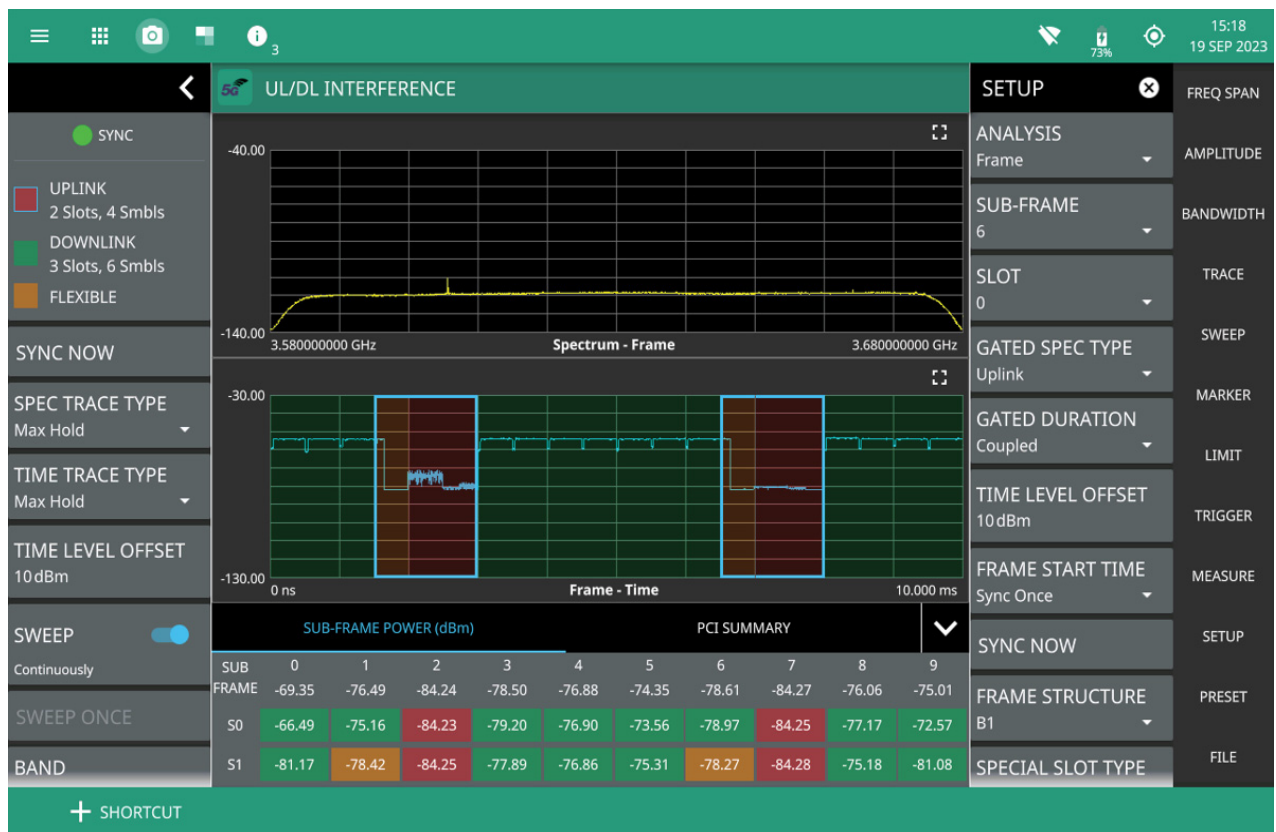 3
73%
15:18
19 SEP 2023
SYNC
UPLINK
2 Slots, 4 Smbls
DOWNLINK
3 Slots, 6 Smbls
FLEXIBLE
SYNC NOW
SPEC TRACE TYPE
Max Hold
TIME TRACE TYPE
Max Hold
TIME LEVEL OFFSET
10 dBm
SWEEP
Continuously
SWEEP ONCE
BAND
5G UL/DL INTERFERENCE
-40.00
-140.00
3.580000000 GHz Spectrum - Frame 3.680000000 GHz
-30.00
-130.00
0 ns Frame - Time 10.000 ms
SUB-FRAME POWER (dBm) PCI SUMMARY
SUB FRAME 0 1 2 3 4 5 6 7 8 9
-69.35 -76.49 -84.24 -78.50 -76.88 -74.35 -78.61 -84.27 -76.06 -75.01
S0 -66.49 -75.16 -84.23 -79.20 -76.90 -73.56 -78.97 -84.25 -77.17 -72.57
S1 -81.17 -78.42 -84.25 -77.89 -76.86 -75.31 -78.27 -84.28 -75.18 -81.08
SETUP
ANALYSIS
Frame
SUB-FRAME
6
SLOT
0
GATED SPEC TYPE
Uplink
GATED DURATION
Coupled
TIME LEVEL OFFSET
10 dBm
FRAME START TIME
Sync Once
SYNC NOW
FRAME STRUCTURE
B1
SPECIAL SLOT TYPE
FREQ SPAN
AMPLITUDE
BANDWIDTH
TRACE
SWEEP
MARKER
LIMIT
TRIGGER
MEASURE
SETUP
PRESET
FILE
SHORTCUT